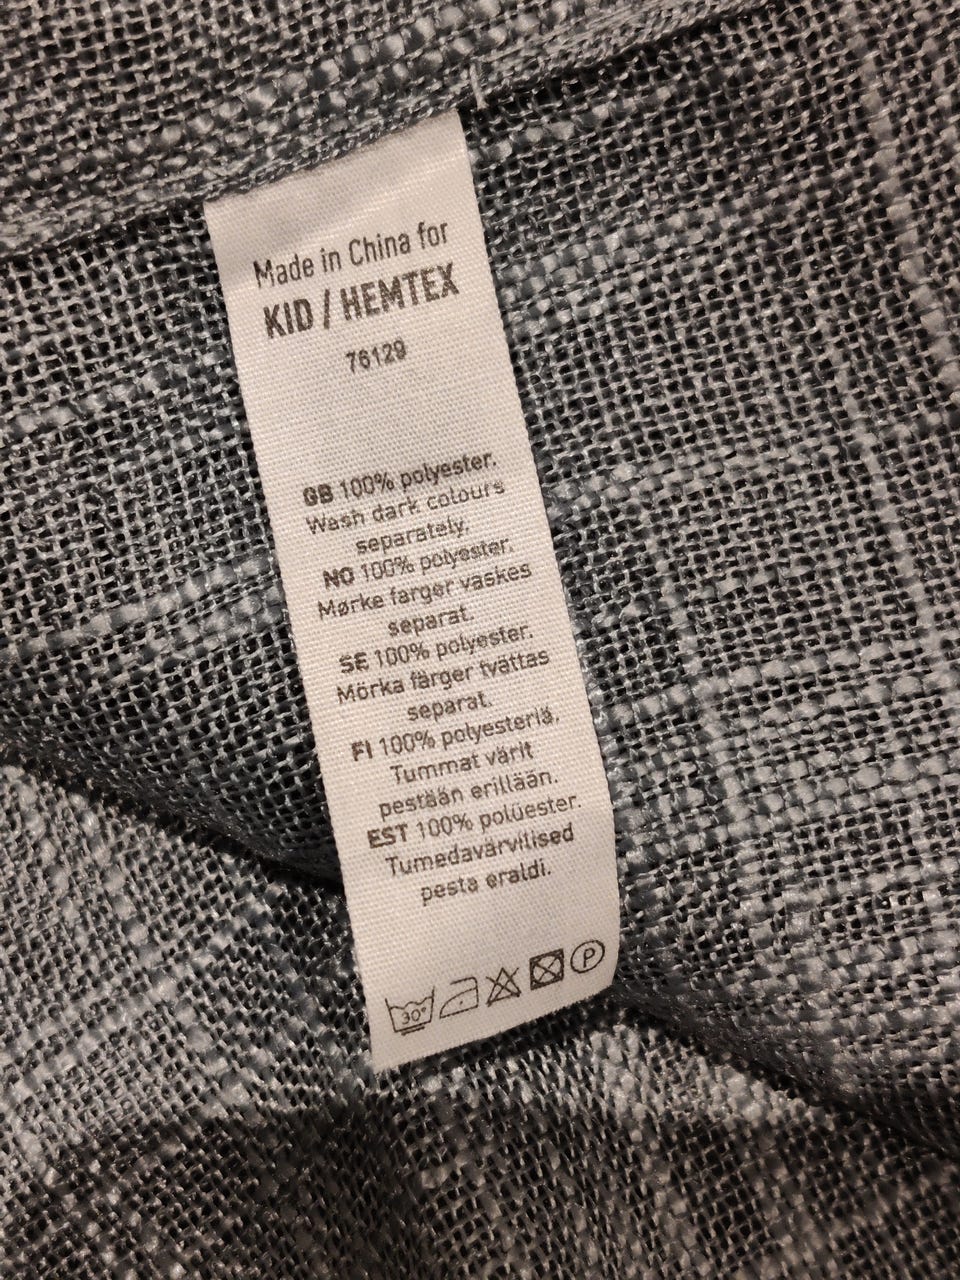 Made in China for
KID / HEMTEX
76129
GB 100% polyester.
Wash dark colours
separately.
NO 100% polyester.
Mørke farger vaskes
separat.
SE 100% polyester.
Mörka färger tvättas
separat.
FI 100% polyesteriä.
Tummat värit
pestään erillään.
EST 100% polüester.
Tumedavärvilised
pesta eraldi.
30° P